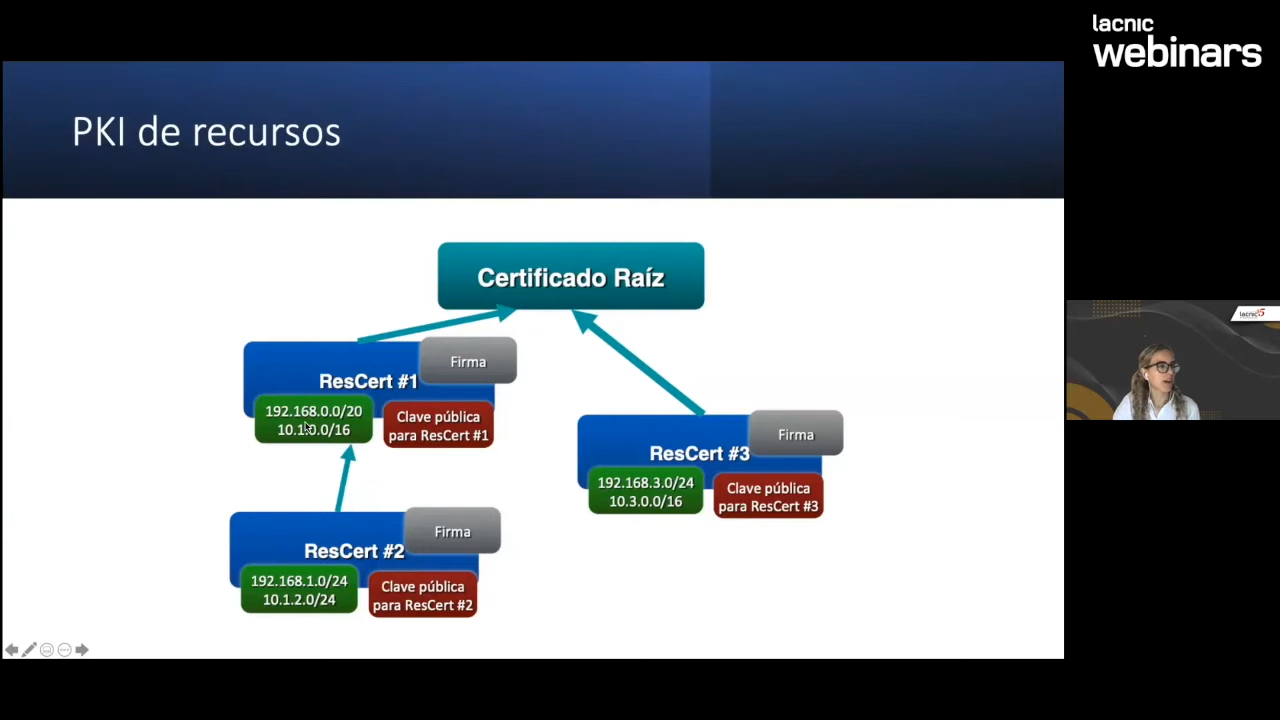 lacnic
webinars
PKI de recursos
Certificado Raíz
Firma
ResCert #1
192.168.0.0/20
10.1.0.0/16
Clave pública
para ResCert #1
Firma
ResCert #3
192.168.3.0/24
10.3.0.0/16
Clave pública
para ResCert #3
Firma
ResCert #2
192.168.1.0/24
10.1.2.0/24
Clave pública
para ResCert #2
lacnic